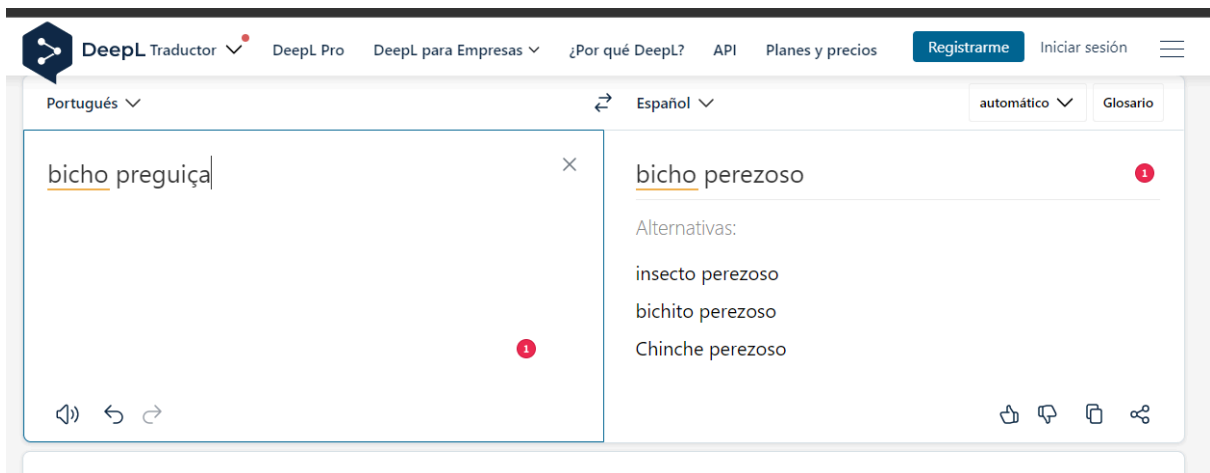 DeepL Traductor DeepL Pro DeepL para Empresas ¿Por qué DeepL? API Planes y precios Registrarme Iniciar sesión
Portugués Español automático Glosario
bicho preguiça
bicho perezoso 1
Alternativas:
insecto perezoso
bichito perezoso
Chinche perezoso
1